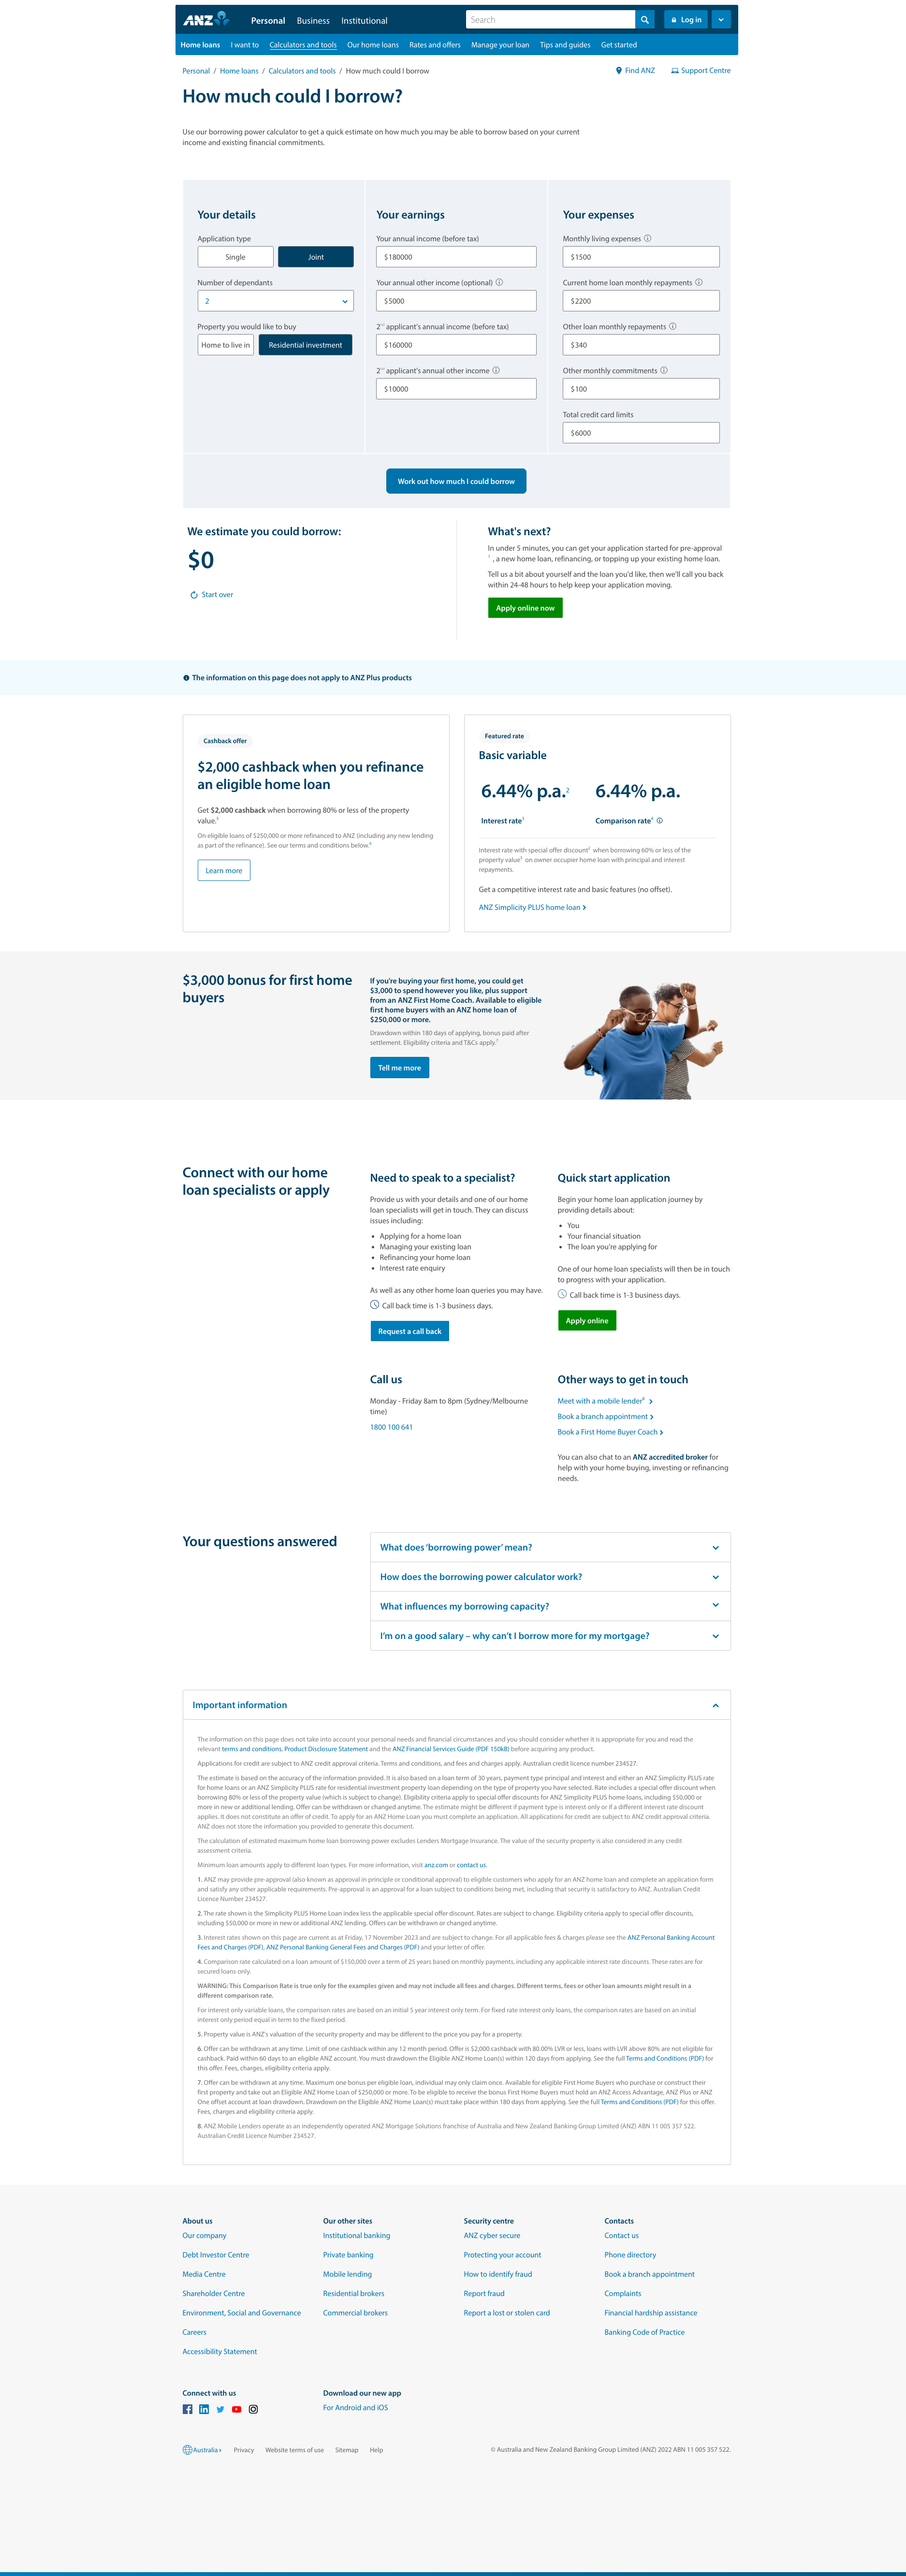 ANZ
Personal Business Institutional
Search
Log in
Home loans I want to Calculators and tools Our home loans Rates and offers Manage your loan Tips and guides Get started
Personal / Home loans / Calculators and tools / How much could I borrow
Find ANZ Support Centre
How much could I borrow?
Use our borrowing power calculator to get a quick estimate on how much you may be able to borrow based on your current
income and existing financial commitments.
Your details
Application type
Single Joint
Number of dependants
2
Property you would like to buy
Home to live in Residential investment
Your earnings
Your annual income (before tax)
$180000
Your annual other income (optional)
$5000
2 applicant's annual income (before tax)
$160000
2 applicant's annual other income
$10000
Your expenses
Monthly living expenses
$1500
Current home loan monthly repayments
$2200
Other loan monthly repayments
$340
Other monthly commitments
$100
Total credit card limits
$6000
Work out how much I could borrow
We estimate you could borrow:
$0
Start over
What's next?
In under 5 minutes, you can get your application started for pre-approval
1 , a new home loan, refinancing, or topping up your existing home loan.
Tell us a bit about yourself and the loan you'd like, then we'll call you back
within 24-48 hours to help keep your application moving.
Apply online now
The information on this page does not apply to ANZ Plus products
Cashback offer
$2,000 cashback when you refinance
an eligible home loan
Get $2,000 cashback when borrowing 80% or less of the property
value.5
On eligible loans of $250,000 or more refinanced to ANZ (including any new lending
as part of the refinance). See our terms and conditions below.6
Learn more
Featured rate
Basic variable
6.44% p.a.2 6.44% p.a.
Interest rate3 Comparison rate4
Interest rate with special offer discount2 when borrowing 60% or less of the
property value5 on owner occupier home loan with principal and interest
repayments.
Get a competitive interest rate and basic features (no offset).
ANZ Simplicity PLUS home loan
$3,000 bonus for first home
buyers
If you're buying your first home, you could get
$3,000 to spend however you like, plus support
from an ANZ First Home Coach. Available to eligible
first home buyers with an ANZ home loan of
$250,000 or more.
Drawdown within 180 days of applying, bonus paid after
settlement. Eligibility criteria and T&Cs apply.7
Tell me more
Connect with our home
loan specialists or apply
Need to speak to a specialist?
Provide us with your details and one of our home
loan specialists will get in touch. They can discuss
issues including:
• Applying for a home loan
• Managing your existing loan
• Refinancing your home loan
• Interest rate enquiry
As well as any other home loan queries you may have.
Call back time is 1-3 business days.
Request a call back
Quick start application
Begin your home loan application journey by
providing details about:
• You
• Your financial situation
• The loan you're applying for
One of our home loan specialists will then be in touch
to progress with your application.
Call back time is 1-3 business days.
Apply online
Call us
Monday - Friday 8am to 8pm (Sydney/Melbourne
time)
1800 100 641
Other ways to get in touch
Meet with a mobile lender8
Book a branch appointment
Book a First Home Buyer Coach
You can also chat to an ANZ accredited broker for
help with your home buying, investing or refinancing
needs.
Your questions answered
What does ‘borrowing power’ mean?
How does the borrowing power calculator work?
What influences my borrowing capacity?
I’m on a good salary – why can’t I borrow more for my mortgage?
Important information
The information on this page does not take into account your personal needs and financial circumstances and you should consider whether it is appropriate for you and read the
relevant terms and conditions, Product Disclosure Statement and the ANZ Financial Services Guide (PDF 150kB) before acquiring any product.
Applications for credit are subject to ANZ credit approval criteria. Terms and conditions, and fees and charges apply. Australian credit licence number 234527.
The estimate is based on the accuracy of the information provided. It is also based on a loan term of 30 years, payment type principal and interest and either an ANZ Simplicity PLUS rate
for home loans or an ANZ Simplicity PLUS rate for residential investment property loan depending on the type of property you have selected. Rate includes a special offer discount when
borrowing 80% or less of the property value (which is subject to change). Eligibility criteria apply to special offer discounts for ANZ Simplicity PLUS home loans, including $50,000 or
more in new or additional lending. Offer can be withdrawn or changed anytime. The estimate might be different if payment type is interest only or if a different interest rate discount
applies. It does not constitute an offer of credit. To apply for an ANZ Home Loan you must complete an application. All applications for credit are subject to ANZ credit approval criteria.
ANZ does not store the information you provided to generate this document.
The calculation of estimated maximum home loan borrowing power excludes Lenders Mortgage Insurance. The value of the security property is also considered in any credit
assessment criteria.
Minimum loan amounts apply to different loan types. For more information, visit anz.com or contact us.
1. ANZ may provide pre-approval (also known as approval in principle or conditional approval) to eligible customers who apply for an ANZ home loan and complete an application form
and satisfy any other applicable requirements. Pre-approval is an approval for a loan subject to conditions being met, including that security is satisfactory to ANZ. Australian Credit
Licence Number 234527.
2. The rate shown is the Simplicity PLUS Home Loan index less the applicable special offer discount. Rates are subject to change. Eligibility criteria apply to special offer discounts,
including $50,000 or more in new or additional ANZ lending. Offers can be withdrawn or changed anytime.
3. Interest rates shown on this page are current as at Friday, 17 November 2023 and are subject to change. For all applicable fees & charges please see the ANZ Personal Banking Account
Fees and Charges (PDF), ANZ Personal Banking General Fees and Charges (PDF) and your letter of offer.
4. Comparison rate calculated on a loan amount of $150,000 over a term of 25 years based on monthly payments, including any applicable interest rate discounts. These rates are for
secured loans only.
WARNING: This Comparison Rate is true only for the examples given and may not include all fees and charges. Different terms, fees or other loan amounts might result in a
different comparison rate.
For interest only variable loans, the comparison rates are based on an initial 5 year interest only term. For fixed rate interest only loans, the comparison rates are based on an initial
interest only period equal in term to the fixed period.
5. Property value is ANZ's valuation of the security property and may be different to the price you pay for a property.
6. Offer can be withdrawn at any time. Limit of one cashback within any 12 month period. Offer is $2,000 cashback with 80.00% LVR or less, loans with LVR above 80% are not eligible for
cashback. Paid within 60 days to an eligible ANZ account. You must drawdown the Eligible ANZ Home Loan(s) within 120 days from applying. See the full Terms and Conditions (PDF) for
this offer. Fees, charges, eligibility criteria apply.
7. Offer can be withdrawn at any time. Maximum one bonus per eligible loan, individual may only claim once. Available for eligible First Home Buyers who purchase or construct their
first property and take out an Eligible ANZ Home Loan of $250,000 or more. To be eligible to receive the bonus First Home Buyers must hold an ANZ Access Advantage, ANZ Plus or ANZ
One offset account at loan drawdown. Drawdown on the Eligible ANZ Home Loan(s) must take place within 180 days from applying. See the full Terms and Conditions (PDF) for this offer.
Fees, charges and eligibility criteria apply.
8. ANZ Mobile Lenders operate as an independently operated ANZ Mortgage Solutions franchise of Australia and New Zealand Banking Group Limited (ANZ) ABN 11 005 357 522.
Australian Credit Licence Number 234527.
About us
Our company
Debt Investor Centre
Media Centre
Shareholder Centre
Environment, Social and Governance
Careers
Accessibility Statement
Our other sites
Institutional banking
Private banking
Mobile lending
Residential brokers
Commercial brokers
Security centre
ANZ cyber secure
Protecting your account
How to identify fraud
Report fraud
Report a lost or stolen card
Contacts
Contact us
Phone directory
Book a branch appointment
Complaints
Financial hardship assistance
Banking Code of Practice
Connect with us
Download our new app
For Android and iOS
Australia Privacy Website terms of use Sitemap Help
© Australia and New Zealand Banking Group Limited (ANZ) 2022 ABN 11 005 357 522.